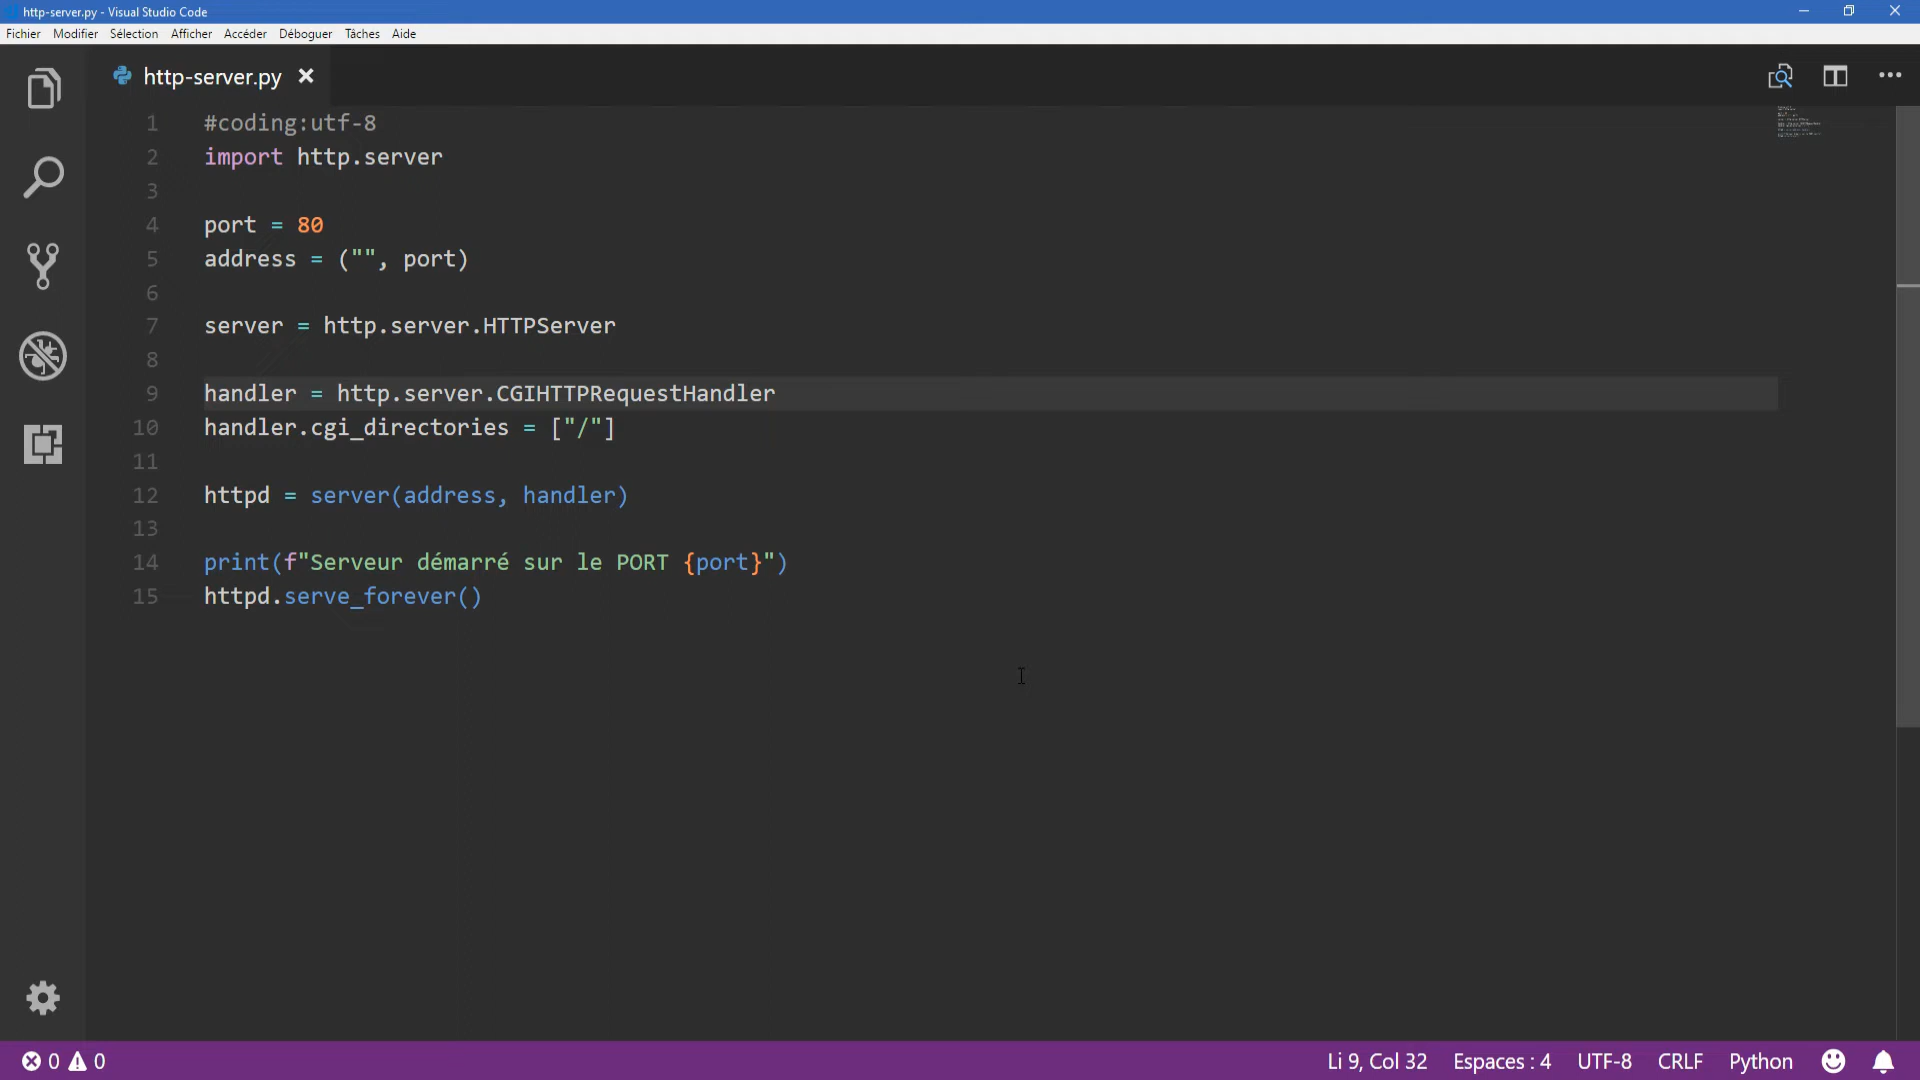 http-server.py - Visual Studio Code
Fichier Modifier Sélection Afficher Accéder Déboguer Tâches Aide
http-server.py
1 #coding:utf-8
2 import http.server
3
4 port = 80
5 address = ("", port)
6
7 server = http.server.HTTPServer
8
9 handler = http.server.CGIHTTPRequestHandler
10 handler.cgi_directories = ["/"]
11
12 httpd = server(address, handler)
13
14 print(f"Serveur démarré sur le PORT {port}")
15 httpd.serve_forever()
0 0 Li 9, Col 32 Espaces : 4 UTF-8 CRLF Python